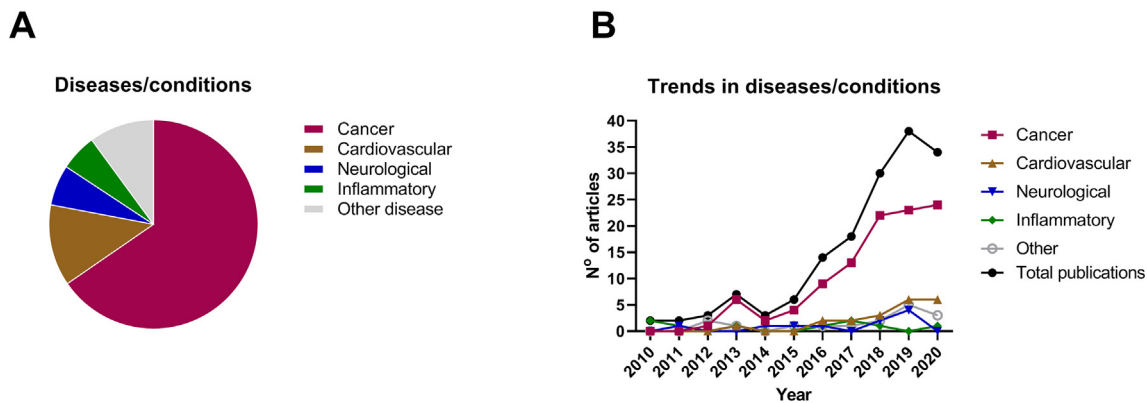 A
Diseases/conditions
Cancer
Cardiovascular
Neurological
Inflammatory
Other disease
B
Trends in diseases/conditions
40
35
30
25
20
15
10
5
0
N° of articles
2010
2011
2012
2013
2014
2015
2016
2017
2018
2019
2020
Year
Cancer
Cardiovascular
Neurological
Inflammatory
Other
Total publications